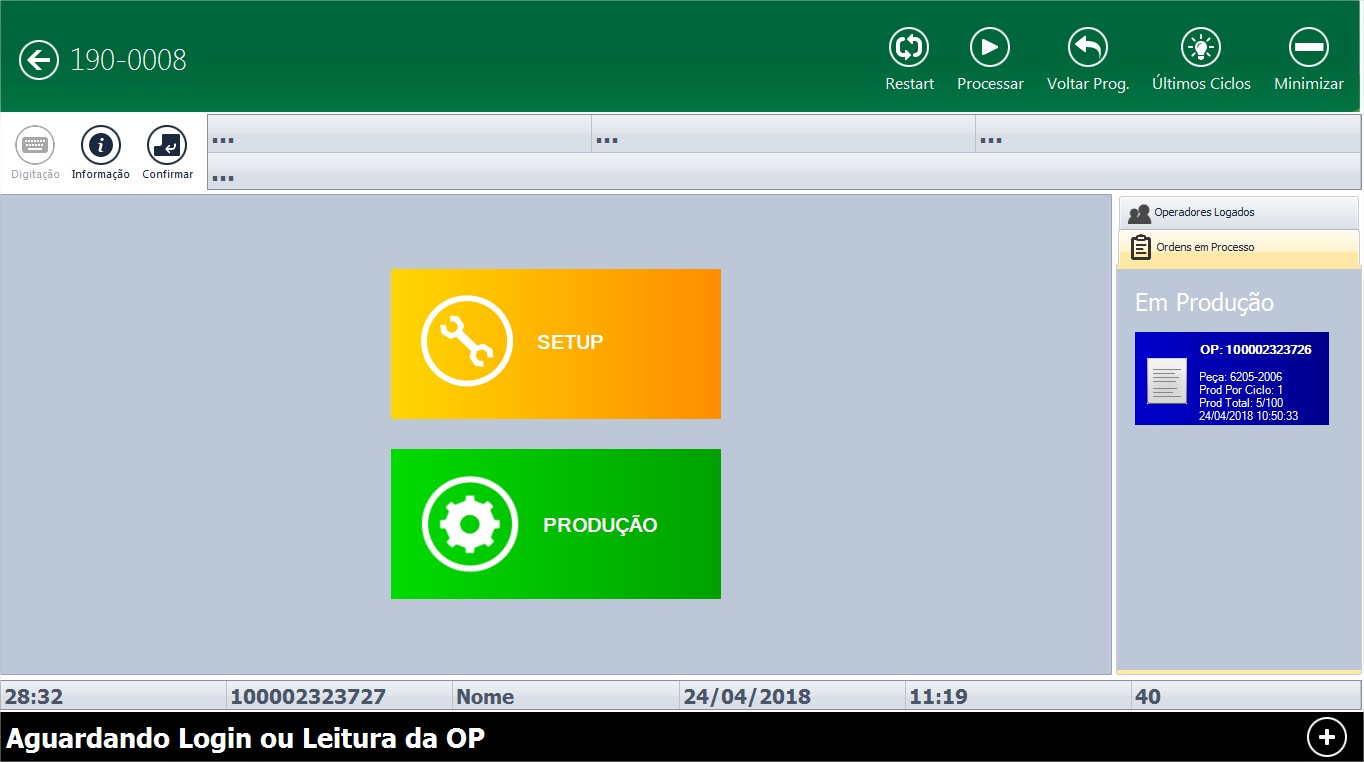 190-0008
Restart
Processar
Voltar Prog.
Últimos Ciclos
Minimizar
Digitação
Informação
Confirmar
...
...
...
...
SETUP
PRODUÇÃO
Operadores Logados
Ordens em Processo
Em Produção
OP: 100002323726
Peça: 6205-2006
Prod Por Ciclo: 1
Prod Total: 5/100
24/04/2018 10:50:33
28:32
100002323727
Nome
24/04/2018
11:19
40
Aguardando Login ou Leitura da OP